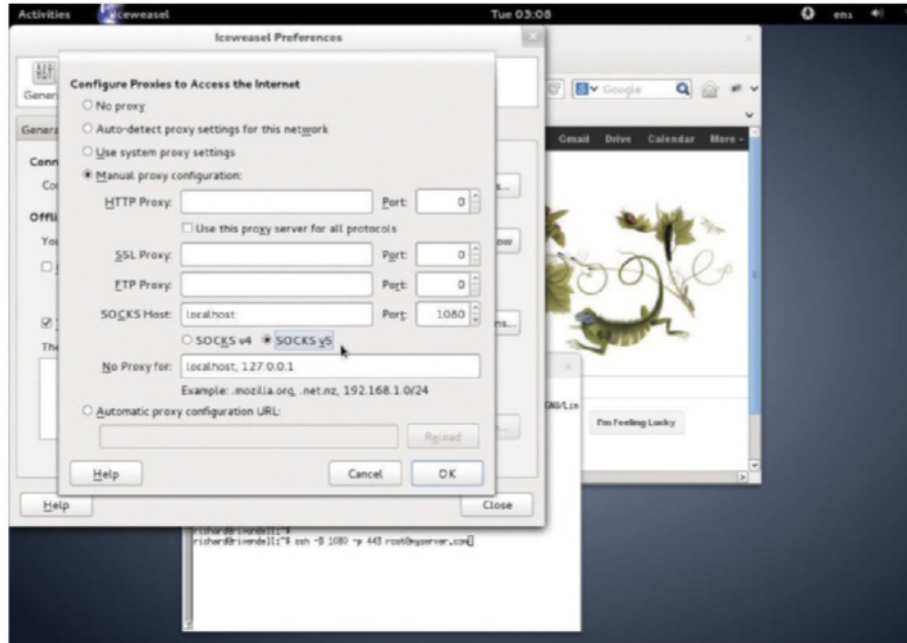 Activities Iceweasel Tue 03:08 en1
Iceweasel Preferences
Configure Proxies to Access the Internet
No proxy
Auto-detect proxy settings for this network
Use system proxy settings
Manual proxy configuration:
HTTP Proxy: Port: 0
Use this proxy server for all protocols
SSL Proxy: Port: 0
FTP Proxy: Port: 0
SOCKS Host: localhost Port: 1080
SOCKS v4 SOCKS v5
No Proxy for: localhost, 127.0.0.1
Example: .mozilla.org, .net.nz, 192.168.1.0/24
Automatic proxy configuration URL:
Reload
Help Cancel OK
Help Close
Google
Gmail Drive Calendar More
I'm Feeling Lucky
GNU/Lin
richard@rivendell:~$
richard@rivendell:~$ ssh -D 1080 -p 443 root@myserver.com